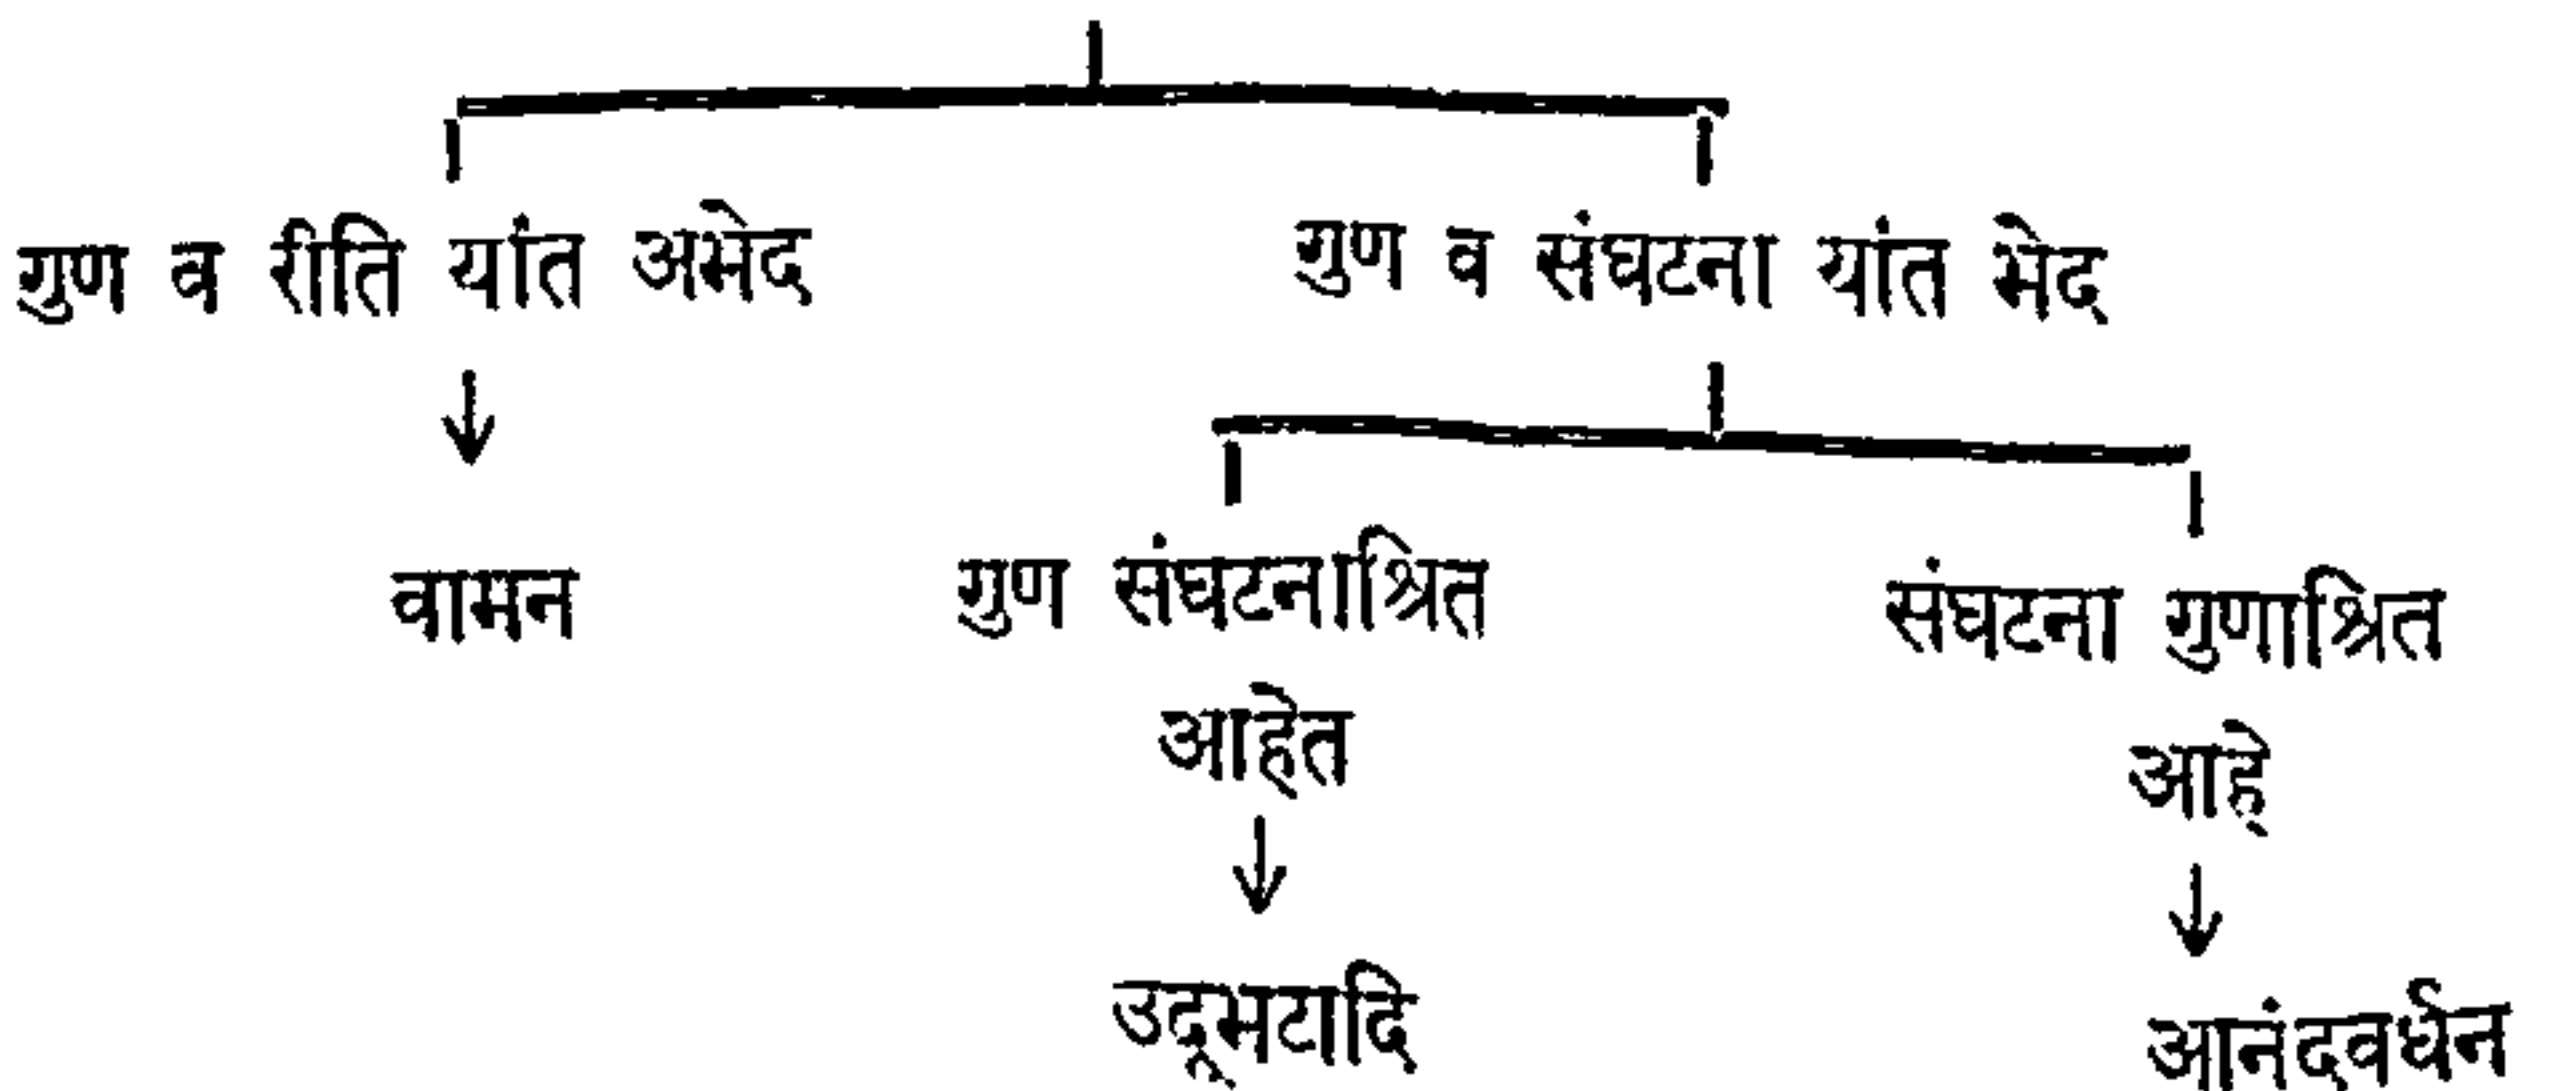 गुण व रीति यांत अभेद
गुण व संघटना यांत भेद
वामन
गुण संघटनाश्रित
आहेत
संघटना गुणाश्रित
आहे
उद्भटादि
आनंदवर्धन